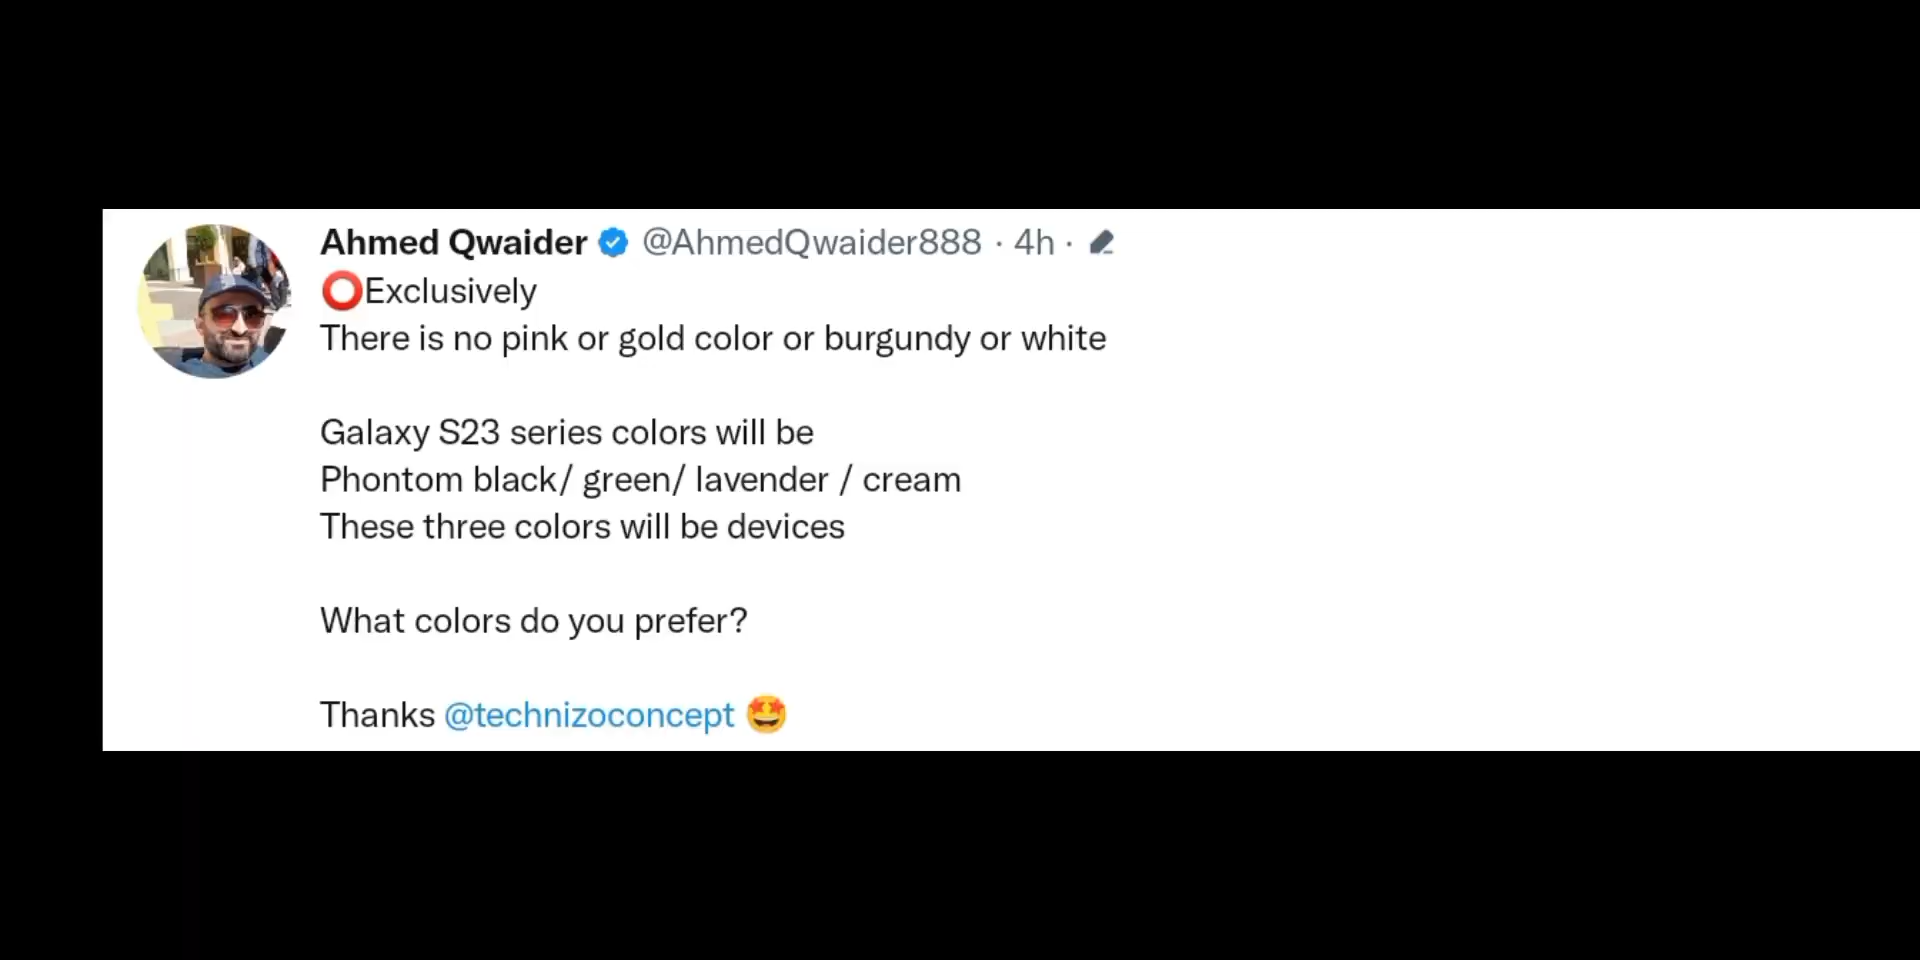 Ahmed Qwaider @AhmedQwaider888 · 4h ·
⭕Exclusively
There is no pink or gold color or burgundy or white
Galaxy S23 series colors will be
Phontom black/ green/ lavender / cream
These three colors will be devices
What colors do you prefer?
Thanks @technizoconcept 🤩